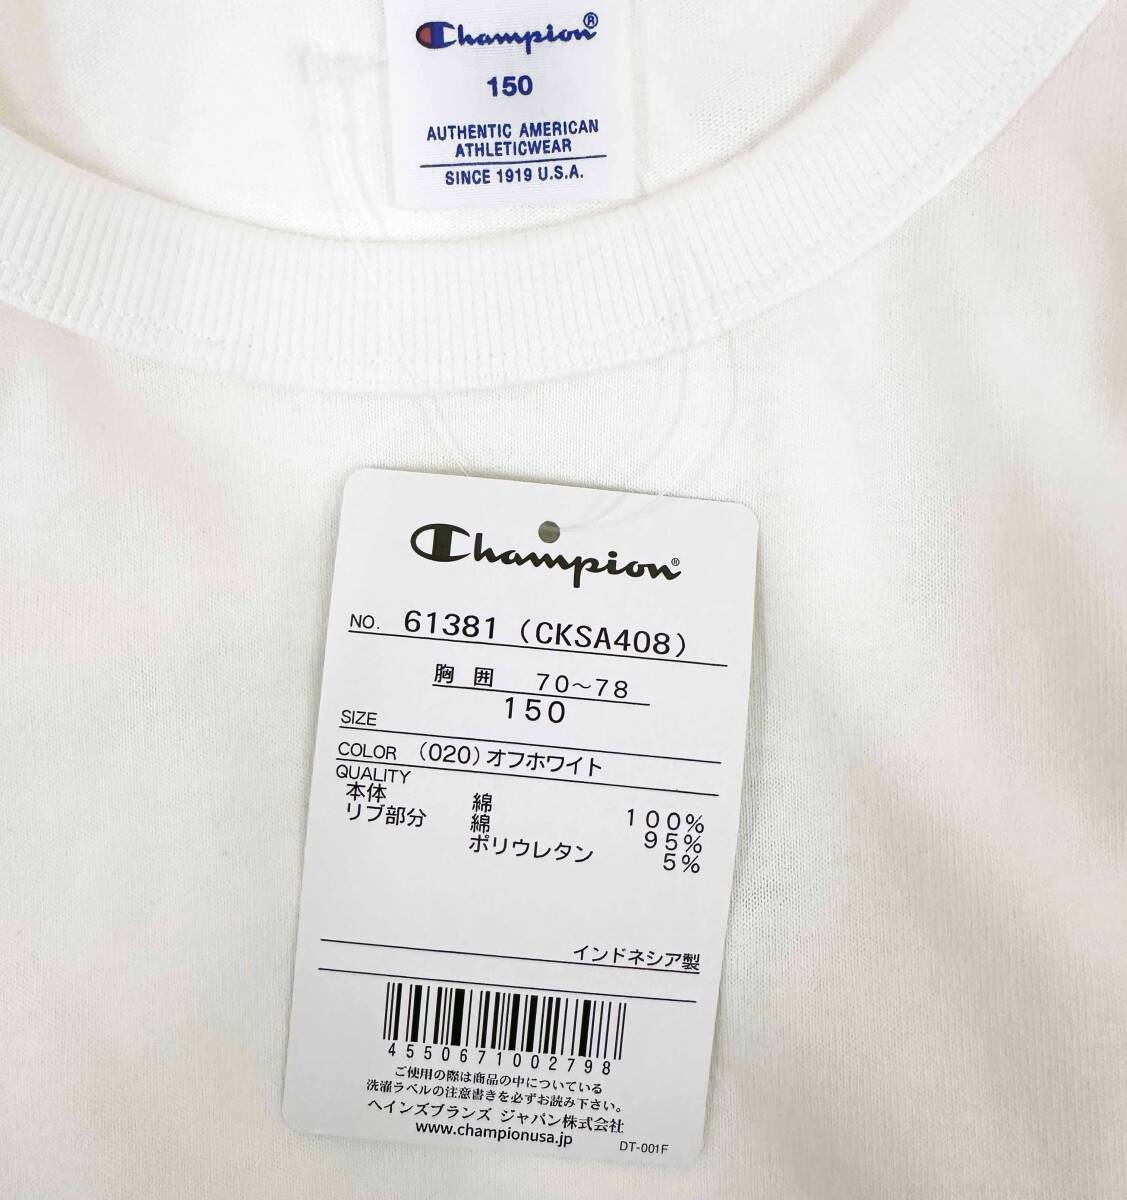 Champion®
150
AUTHENTIC AMERICAN
ATHLETICWEAR
SINCE 1919 U.S.A.
Champion®
NO. 61381 (CKSA408)
胸 囲 70～78
SIZE 150
COLOR (020)オフホワイト
QUALITY
本体 綿 100%
リブ部分 綿 95%
ポリウレタン 5%
インドネシア製
4550671002798
ご使用の際は商品の中についている
洗濯ラベルの注意書きを必ずお読み下さい。
ヘインズブランズ ジャパン株式会社
www.championusa.jp
DT-001F